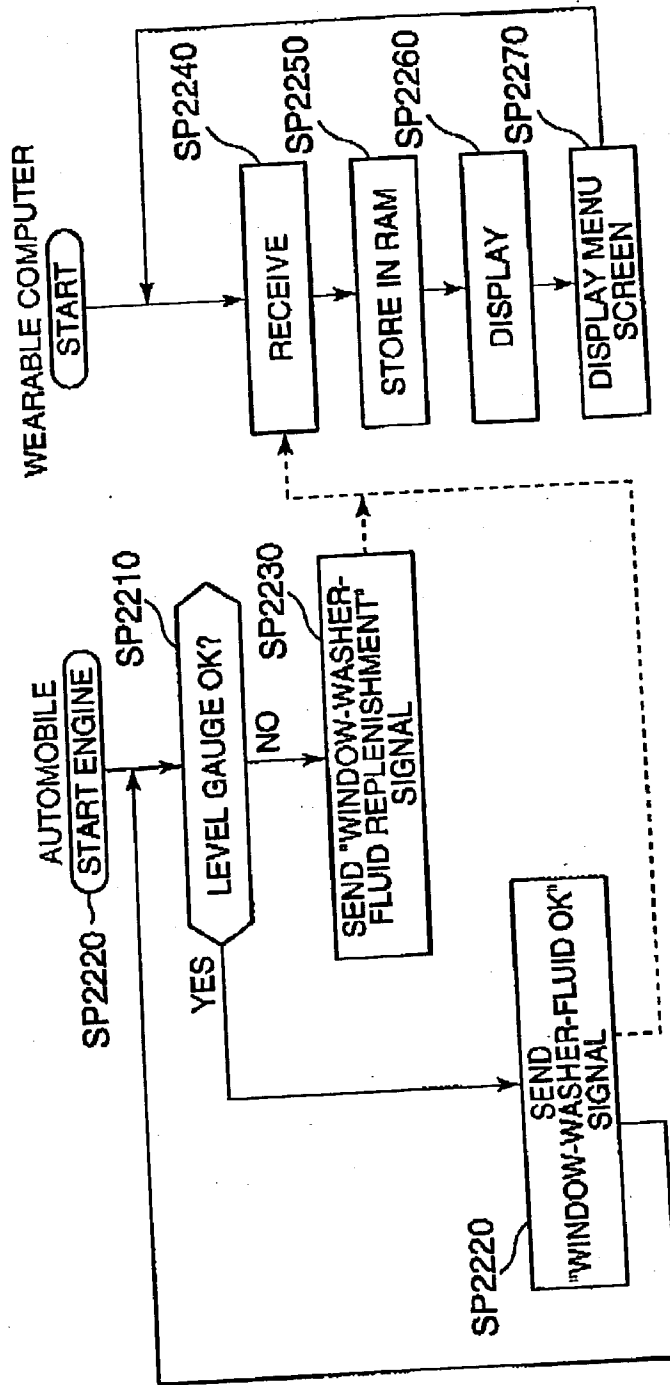 AUTOMOBILE
SP2220
START ENGINE
SP2210
LEVEL GAUGE OK?
YES
NO
SP2230
SEND "WINDOW-WASHER-
FLUID REPLENISHMENT"
SIGNAL
SP2220
SEND
"WINDOW-WASHER-FLUID OK"
SIGNAL
WEARABLE COMPUTER
START
SP2240
RECEIVE
SP2250
STORE IN RAM
SP2260
DISPLAY
SP2270
DISPLAY MENU
SCREEN